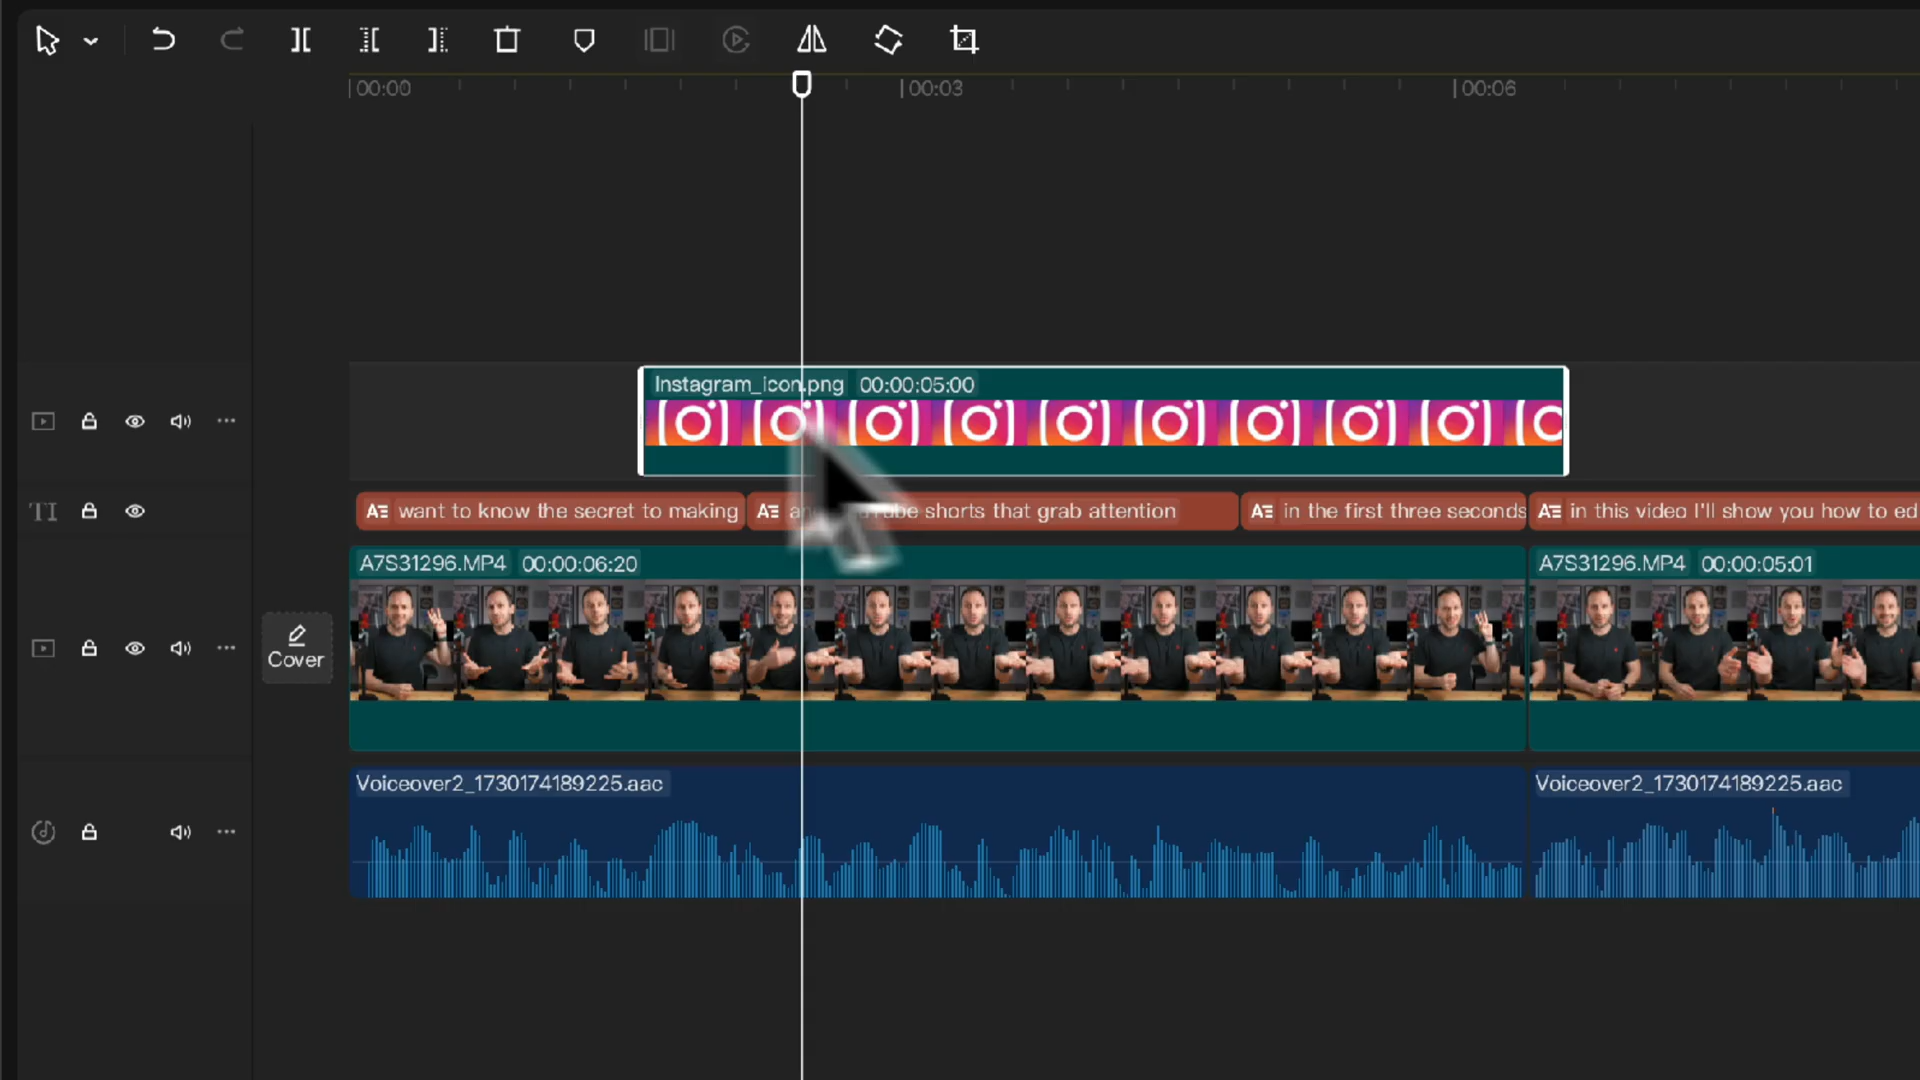 00:00
00:03
00:06
Instagram_icon.png 00:00:05:00
want to know the secret to making
shorts that grab attention
in the first three seconds
in this video I'll show you how to ed
A7S31296.MP4 00:00:06:20
A7S31296.MP4 00:00:05:01
Cover
Voiceover2_1730174189225.aac
Voiceover2_1730174189225.aac